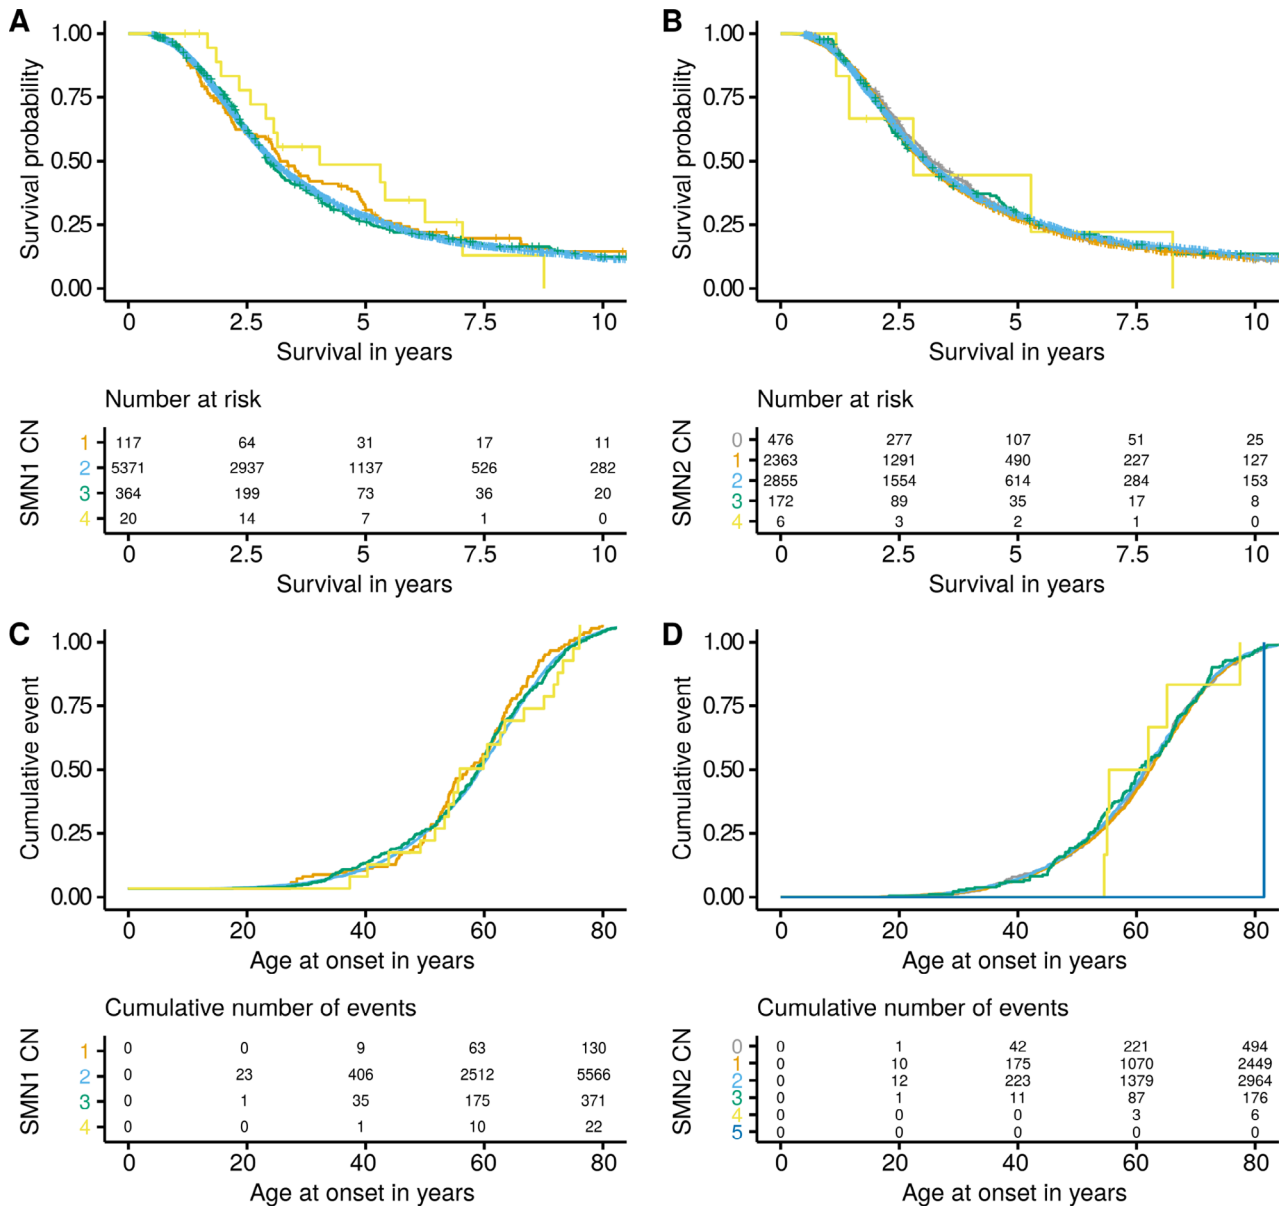 A
Survival probability
1.00
0.75
0.50
0.25
0.00
0 2.5 5 7.5 10
Survival in years
Number at risk
SMN1 CN
1 117 64 31 17 11
2 5371 2937 1137 526 282
3 364 199 73 36 20
4 20 14 7 1 0
0 2.5 5 7.5 10
Survival in years
B
Survival probability
1.00
0.75
0.50
0.25
0.00
0 2.5 5 7.5 10
Survival in years
Number at risk
SMN2 CN
0 476 277 107 51 25
1 2363 1291 490 227 127
2 2855 1554 614 284 153
3 172 89 35 17 8
4 6 3 2 1 0
0 2.5 5 7.5 10
Survival in years
C
Cumulative event
1.00
0.75
0.50
0.25
0.00
0 20 40 60 80
Age at onset in years
Cumulative number of events
SMN1 CN
1 0 0 9 63 130
2 0 23 406 2512 5566
3 0 1 35 175 371
4 0 0 1 10 22
0 20 40 60 80
Age at onset in years
D
Cumulative event
1.00
0.75
0.50
0.25
0.00
0 20 40 60 80
Age at onset in years
Cumulative number of events
SMN2 CN
0 0 1 42 221 494
1 0 10 175 1070 2449
2 0 12 223 1379 2964
3 0 1 11 87 176
4 0 0 0 3 6
5 0 0 0 0 0
0 20 40 60 80
Age at onset in years